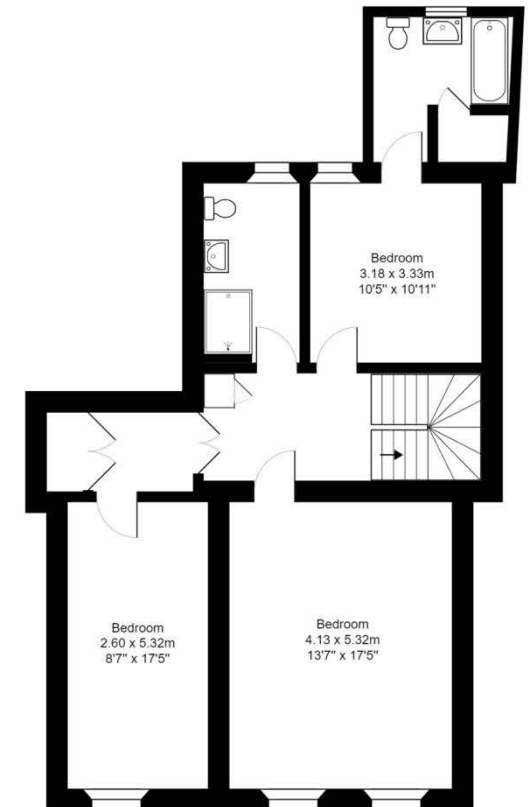 Bedroom
3.18 x 3.33m
10'5" x 10'11"
Bedroom
2.60 x 5.32m
8'7" x 17'5"
Bedroom
4.13 x 5.32m
13'7" x 17'5"